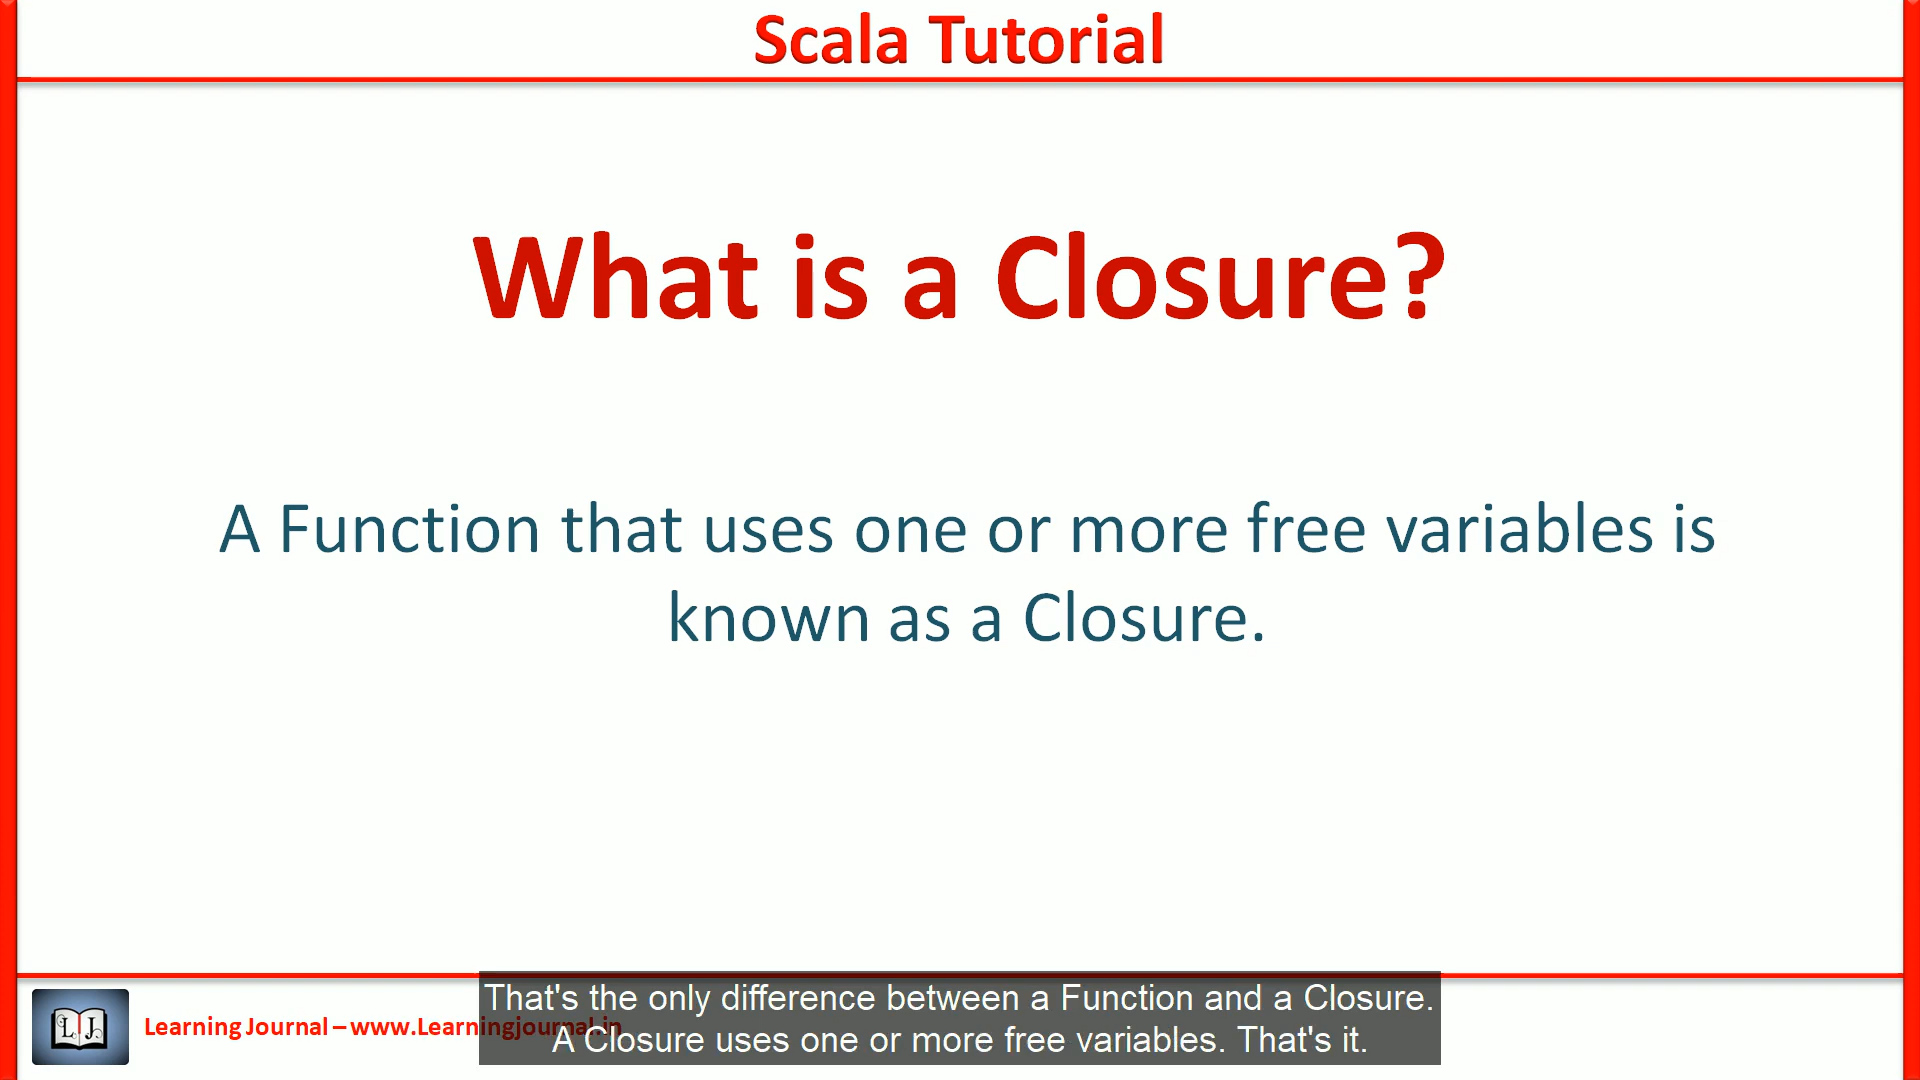 Scala Tutorial
What is a Closure?
A Function that uses one or more free variables is
known as a Closure.
That's the only difference between a Function and a Closure.
A Closure uses one or more free variables. That's it.
LJ
Learning Journal – www.Learningjournal.in